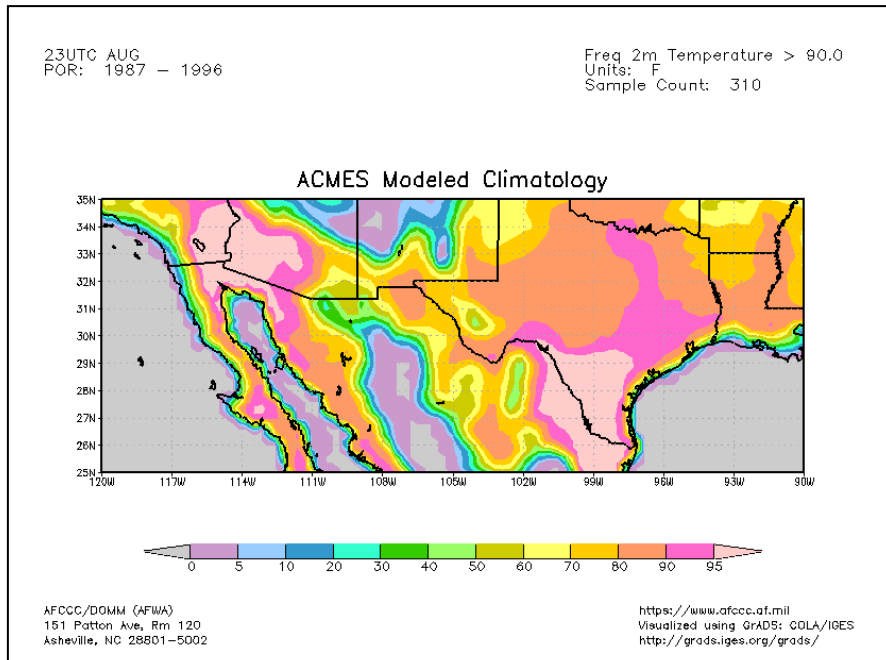 23UTC AUG
POR: 1987 – 1996
Freq 2m Temperature > 90.0
Units: F
Sample Count: 310
ACMES Modeled Climatology
35N
34N
33N
32N
31N
30N
29N
28N
27N
26N
25N
120W 117W 114W 111W 108W 105W 102W 99W 96W 93W 90W
0 5 10 20 30 40 50 60 70 80 90 95
AFCCC/DOMM (AFWA)
151 Patton Ave, Rm 120
Asheville, NC 28801–5002
https://www.afccc.af.mil
Visualized using GrADS: COLA/IGES
http://grads.iges.org/grads/